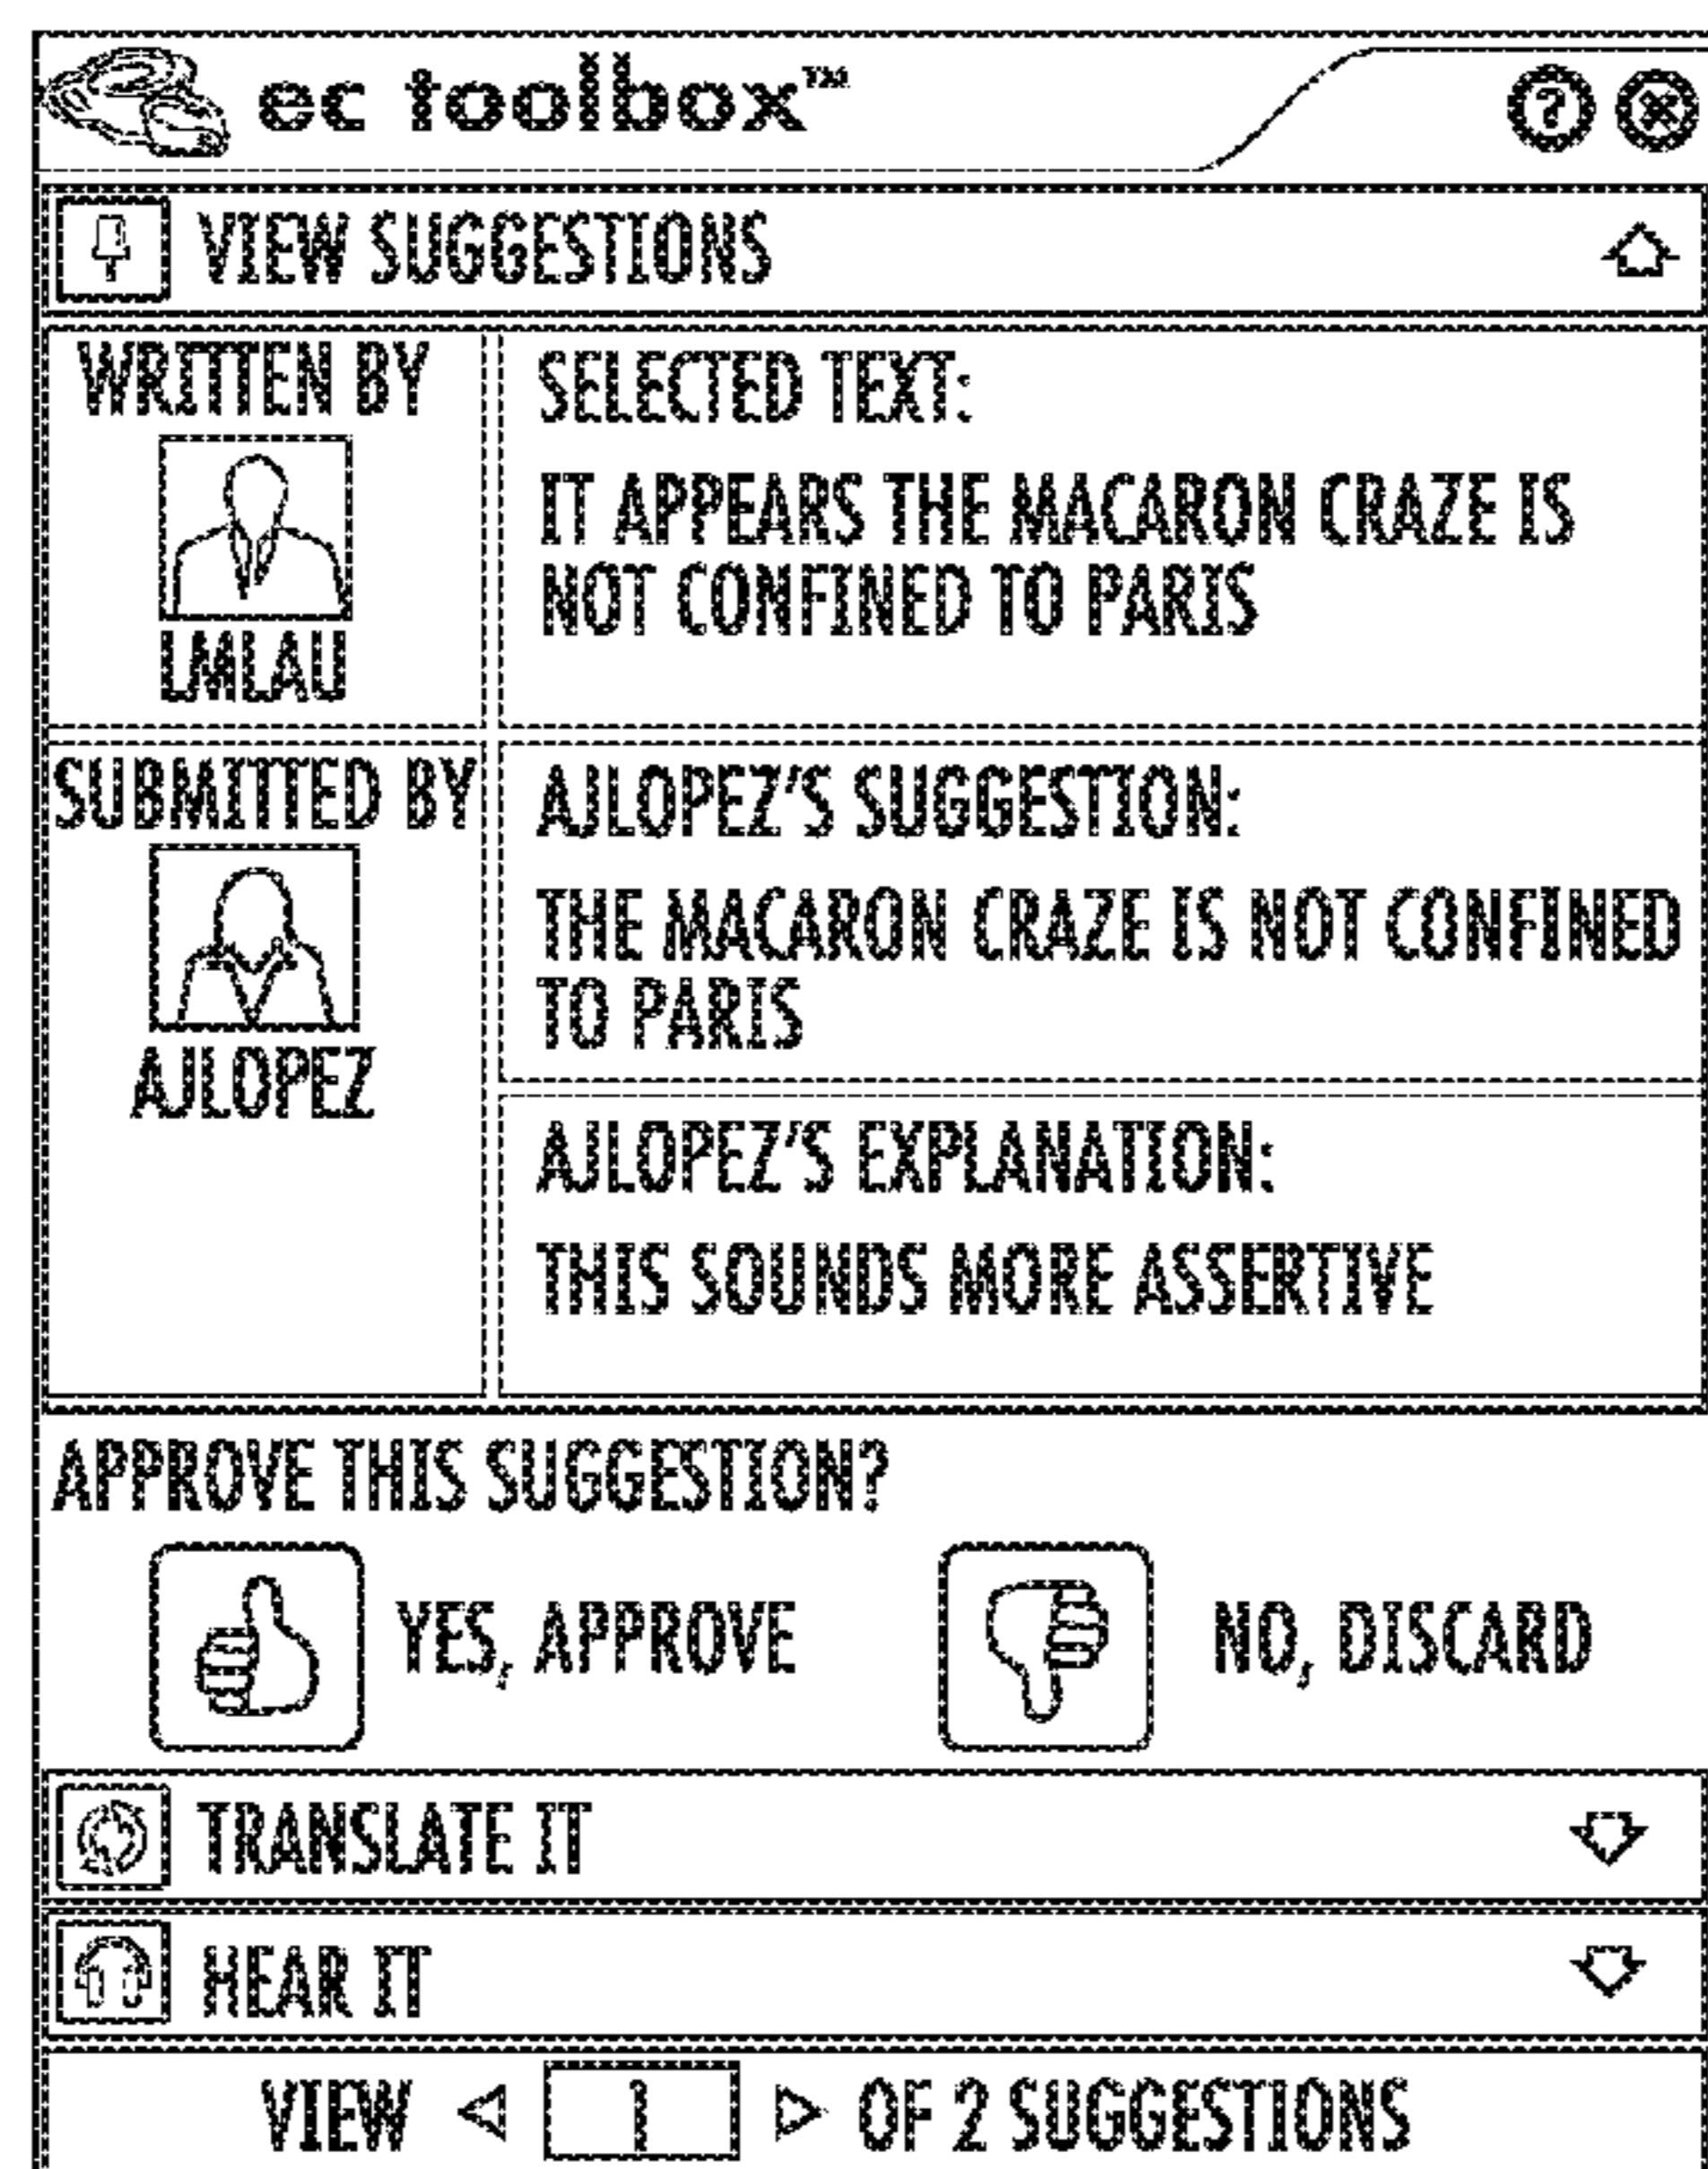 ec toolbox™
?
VIEW SUGGESTIONS
WRITTEN BY
LMLAU
SELECTED TEXT:
IT APPEARS THE MACARON CRAZE IS
NOT CONFINED TO PARIS
SUBMITTED BY
AJLOPEZ
AJLOPEZ'S SUGGESTION:
THE MACARON CRAZE IS NOT CONFINED
TO PARIS
AJLOPEZ'S EXPLANATION:
THIS SOUNDS MORE ASSERTIVE
APPROVE THIS SUGGESTION?
YES, APPROVE NO, DISCARD
TRANSLATE IT
HEAR IT
VIEW 1 OF 2 SUGGESTIONS